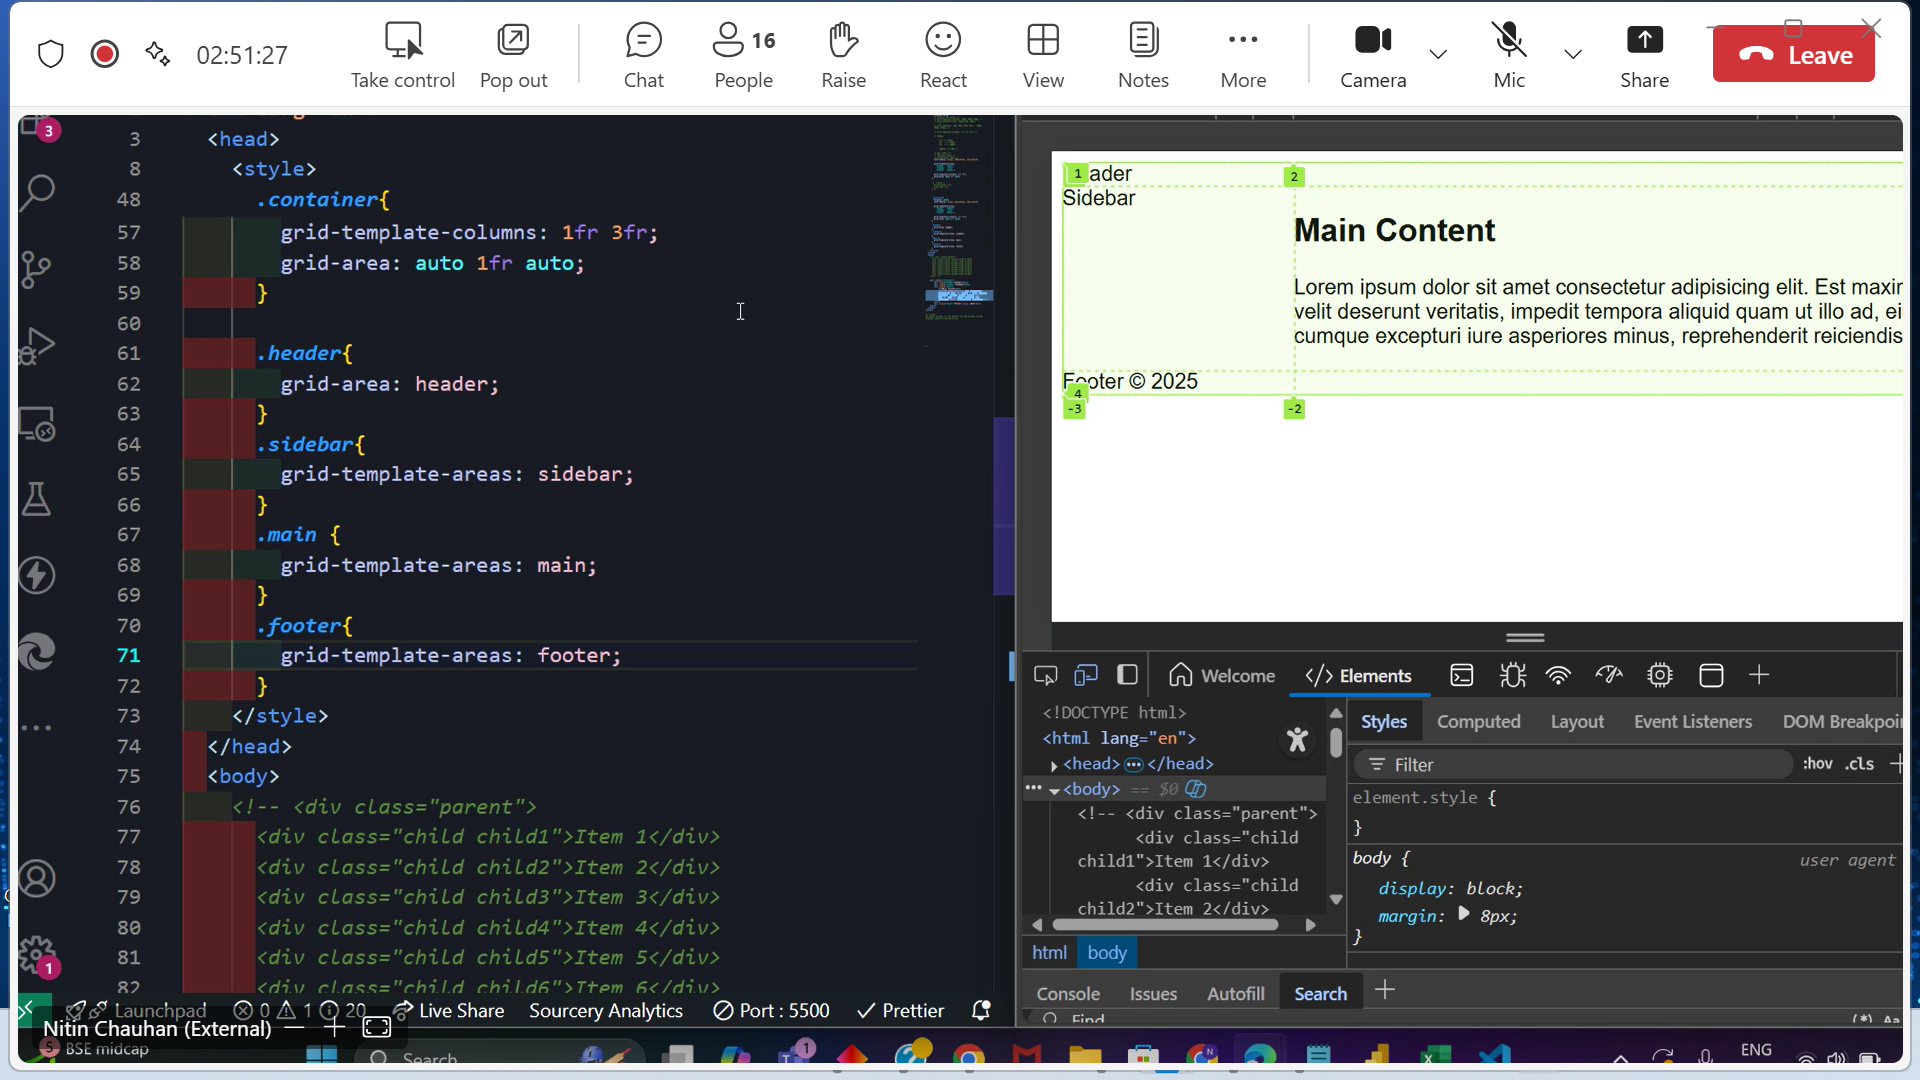 02:51:27
Take control
Pop out
Chat
16
People
Raise
React
View
Notes
More
Camera
Mic
Share
Leave
3
3 <head>
8 <style>
48 .container{
57 grid-template-columns: 1fr 3fr;
58 grid-area: auto 1fr auto;
59 }
60
61 .header{
62 grid-area: header;
63 }
64 .sidebar{
65 grid-template-areas: sidebar;
66 }
67 .main {
68 grid-template-areas: main;
69 }
70 .footer{
71 grid-template-areas: footer;
72 }
73 </style>
74 </head>
75 <body>
76 <!-- <div class="parent">
77 <div class="child child1">Item 1</div>
78 <div class="child child2">Item 2</div>
79 <div class="child child3">Item 3</div>
80 <div class="child child4">Item 4</div>
81 <div class="child child5">Item 5</div>
82 <div class="child child6">Item 6</div>
1
Launchpad 0 1 20 Live Share Sourcery Analytics Port : 5500 Prettier
Nitin Chauhan (External)
5 BSE midcap
Search
1
ENG
1 ader 2
Sidebar
Main Content
Lorem ipsum dolor sit amet consectetur adipisicing elit. Est maxir
velit deserunt veritatis, impedit tempora aliquid quam ut illo ad, ei
cumque excepturi iure asperiores minus, reprehenderit reiciendis
Footer © 2025
4
-3 -2
Welcome Elements
<!DOCTYPE html>
<html lang="en">
<head> </head>
<body> == $0
<!-- <div class="parent">
<div class="child
child1">Item 1</div>
<div class="child
child2">Item 2</div>
html body
Styles Computed Layout Event Listeners DOM Breakpoi
Filter :hov .cls
element.style {
}
body { user agent
display: block;
margin: 8px;
}
Console Issues Autofill Search
Find (*) Aa